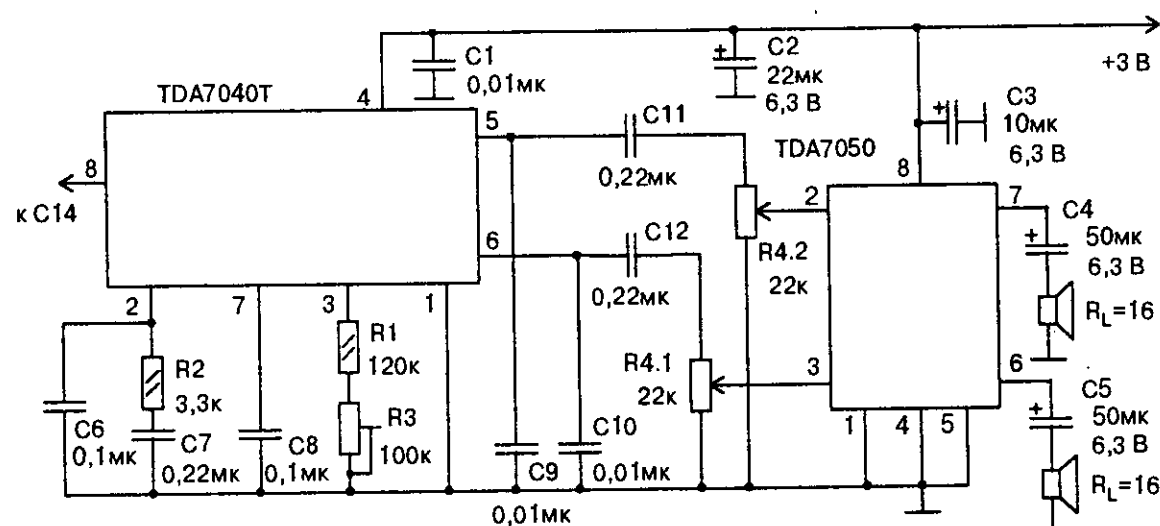 +3 В
C1
0,01мк
+
C2
22мк
6,3 В
TDA7040T
4
5
8
к C14
6
2
7
3
1
C11
0,22мк
C12
0,22мк
TDA7050
+
C3
10мк
6,3 В
8
2
R4.2
22к
7
+
C4
50мк
6,3 В
R_L=16
R4.1
22к
3
6
+
C5
50мк
6,3 В
R_L=16
1
4
5
R1
120к
R2
3,3к
R3
100к
C6
0,1мк
C7
0,22мк
C8
0,1мк
C9
0,01мк
C10
0,01мк